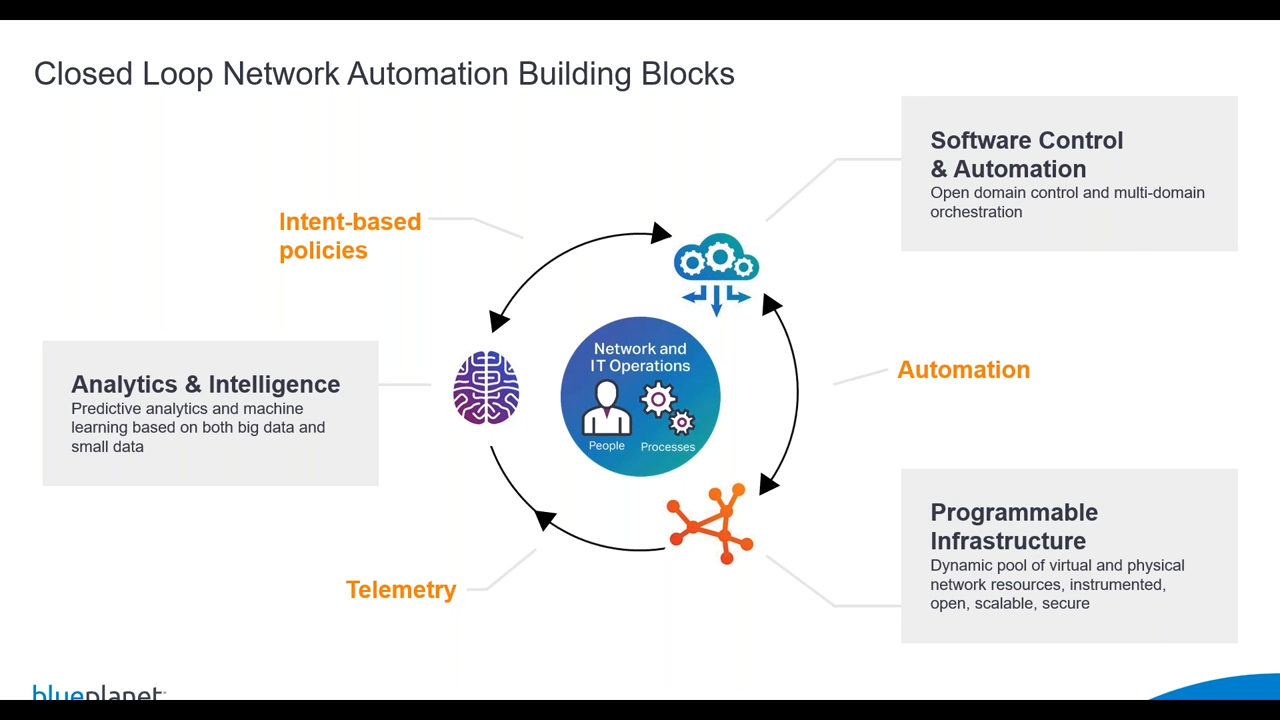 Closed Loop Network Automation Building Blocks
Software Control
& Automation
Open domain control and multi-domain
orchestration
Intent-based
policies
Network and
IT Operations
People
Processes
Automation
Analytics & Intelligence
Predictive analytics and machine
learning based on both big data and
small data
Programmable
Infrastructure
Dynamic pool of virtual and physical
network resources, instrumented,
open, scalable, secure
Telemetry
blueplanet